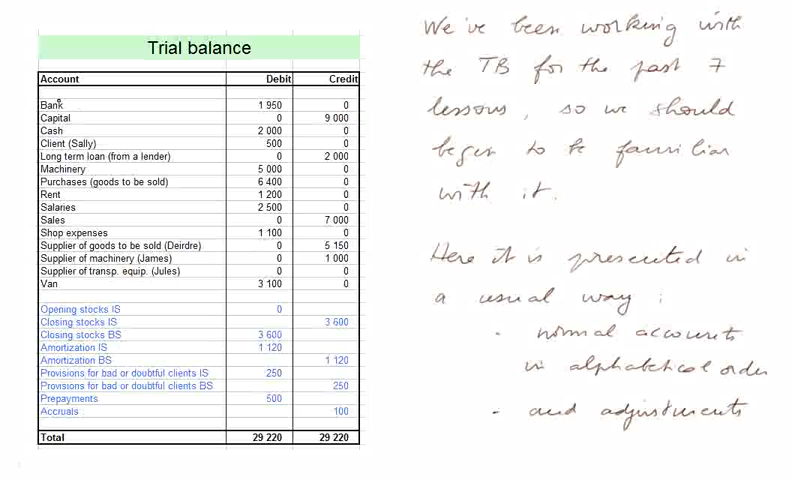 Trial balance
Account Debit Credit
Bank 1 950 0
Capital 0 9 000
Cash 2 000 0
Client (Sally) 500 0
Long term loan (from a lender) 0 2 000
Machinery 5 000 0
Purchases (goods to be sold) 6 400 0
Rent 1 200 0
Salaries 2 500 0
Sales 0 7 000
Shop expenses 1 100 0
Supplier of goods to be sold (Deirdre) 0 5 150
Supplier of machinery (James) 0 1 000
Supplier of transp. equip. (Jules) 0 0
Van 3 100 0
Opening stocks IS 0
Closing stocks IS 3 600
Closing stocks BS 3 600
Amortization IS 1 120
Amortization BS 1 120
Provisions for bad or doubtful clients IS 250
Provisions for bad or doubtful clients BS 250
Prepayments 500
Accruals 100
Total 29 220 29 220
We've been working with
the TB for the past 7
lessons, so we should
begin to be familiar
with it.
Here it is presented in
a usual way :
- normal accounts
in alphabetical order
- and adjustments